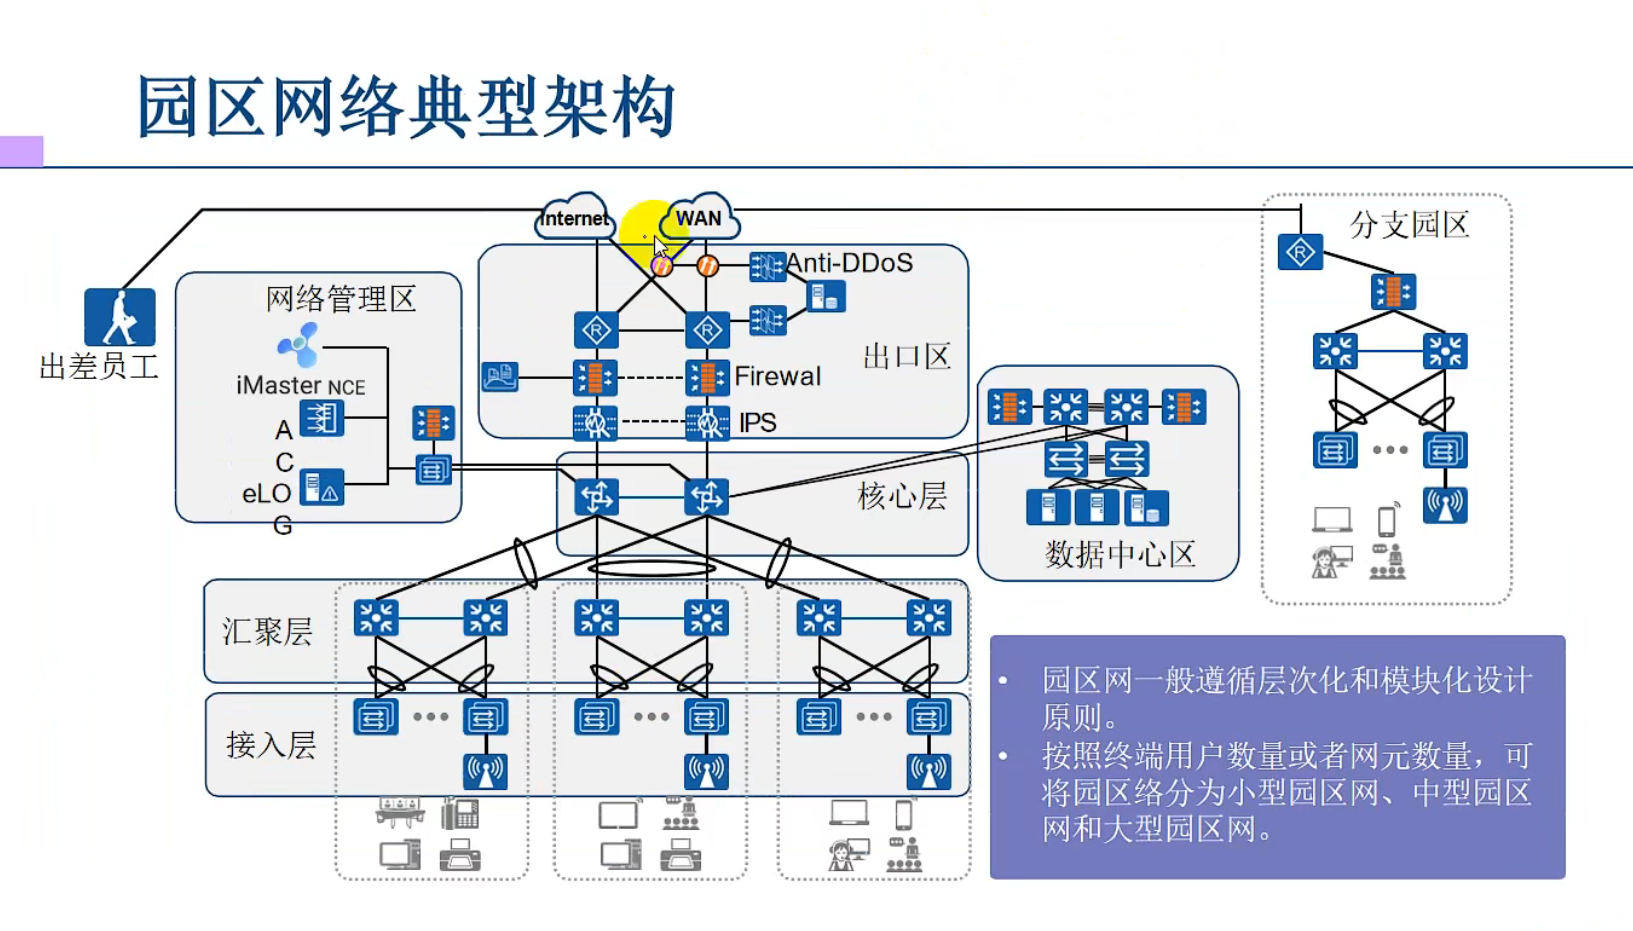 园区网络典型架构
Internet
WAN
分支园区
Anti-DDoS
网络管理区
出差员工
出口区
iMaster NCE
Firewal
A
C
IPS
eLO
G
核心层
数据中心区
汇聚层
接入层
• 园区网一般遵循层次化和模块化设计
原则。
• 按照终端用户数量或者网元数量，可
将园区络分为小型园区网、中型园区
网和大型园区网。